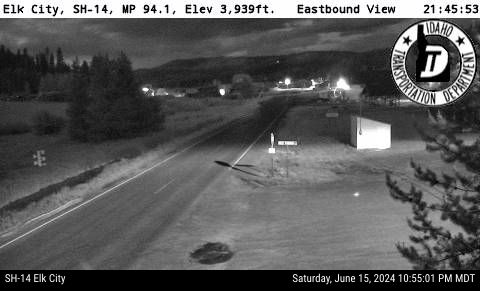 Elk City, SH-14, MP 94.1, Elev 3,939ft. Eastbound View 21:45:53
IDAHO
TRANSPORTATION DEPARTMENT
SH-14 Elk City
Saturday, June 15, 2024 10:55:01 PM MDT